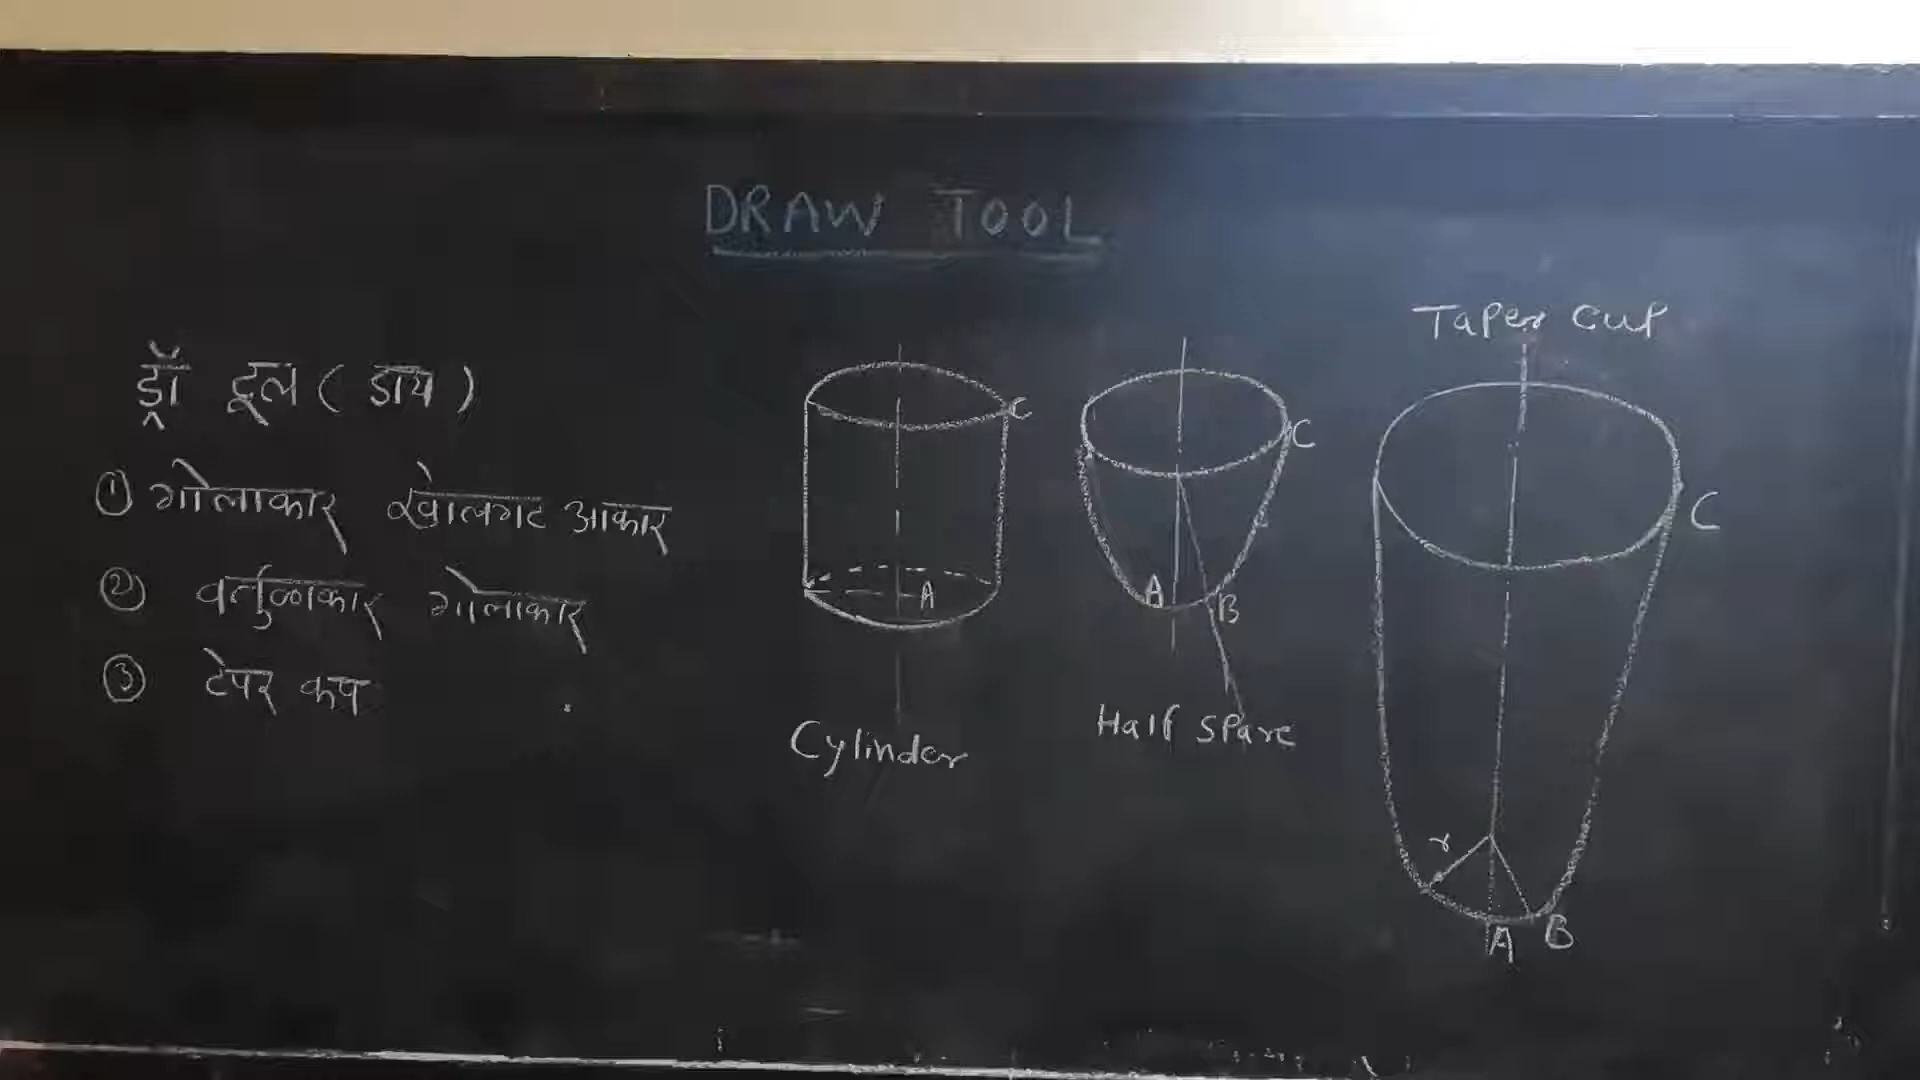 DRAW TOOL
ड्रॉ टूल ( डाय )
① गोलाकार खोलगट आकार
② वर्तुळाकार गोलाकार
③ टेपर कप
C
A
Cylinder
C
A
B
Half Spare
Taper Cup
C
r
A
B